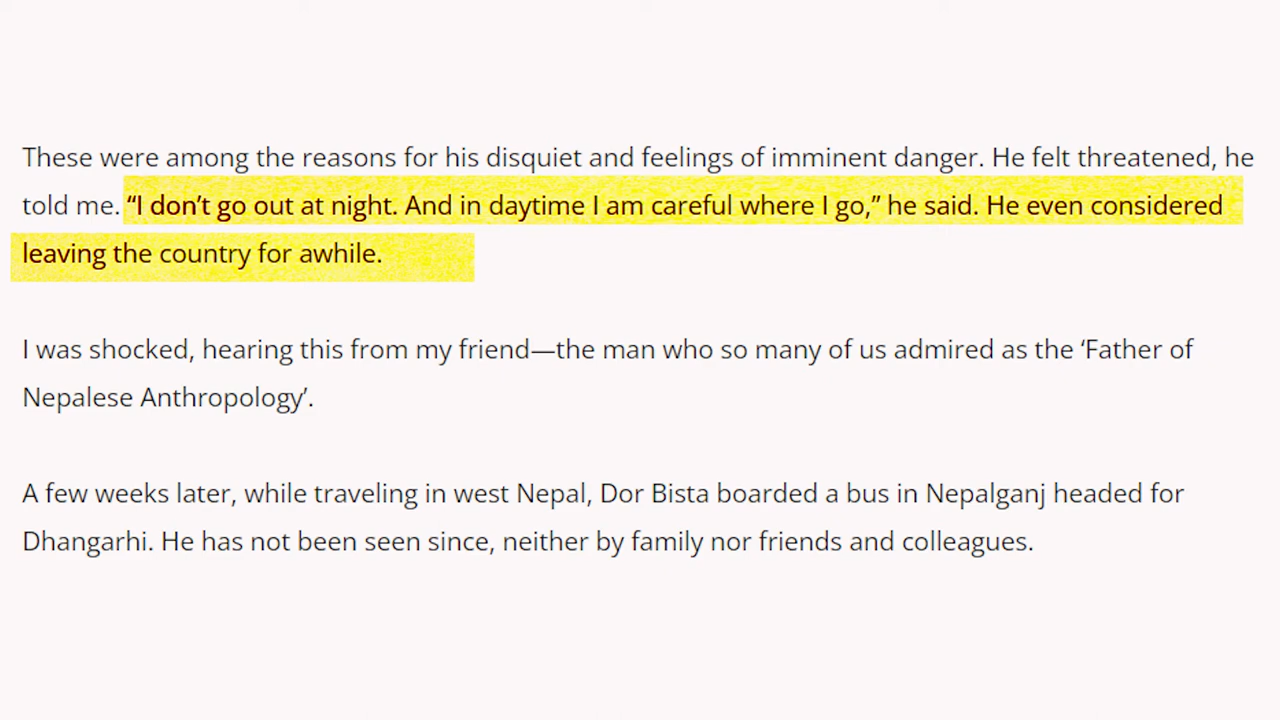 These were among the reasons for his disquiet and feelings of imminent danger. He felt threatened, he
told me. “I don’t go out at night. And in daytime I am careful where I go,” he said. He even considered
leaving the country for awhile.
I was shocked, hearing this from my friend—the man who so many of us admired as the ‘Father of
Nepalese Anthropology’.
A few weeks later, while traveling in west Nepal, Dor Bista boarded a bus in Nepalganj headed for
Dhangarhi. He has not been seen since, neither by family nor friends and colleagues.